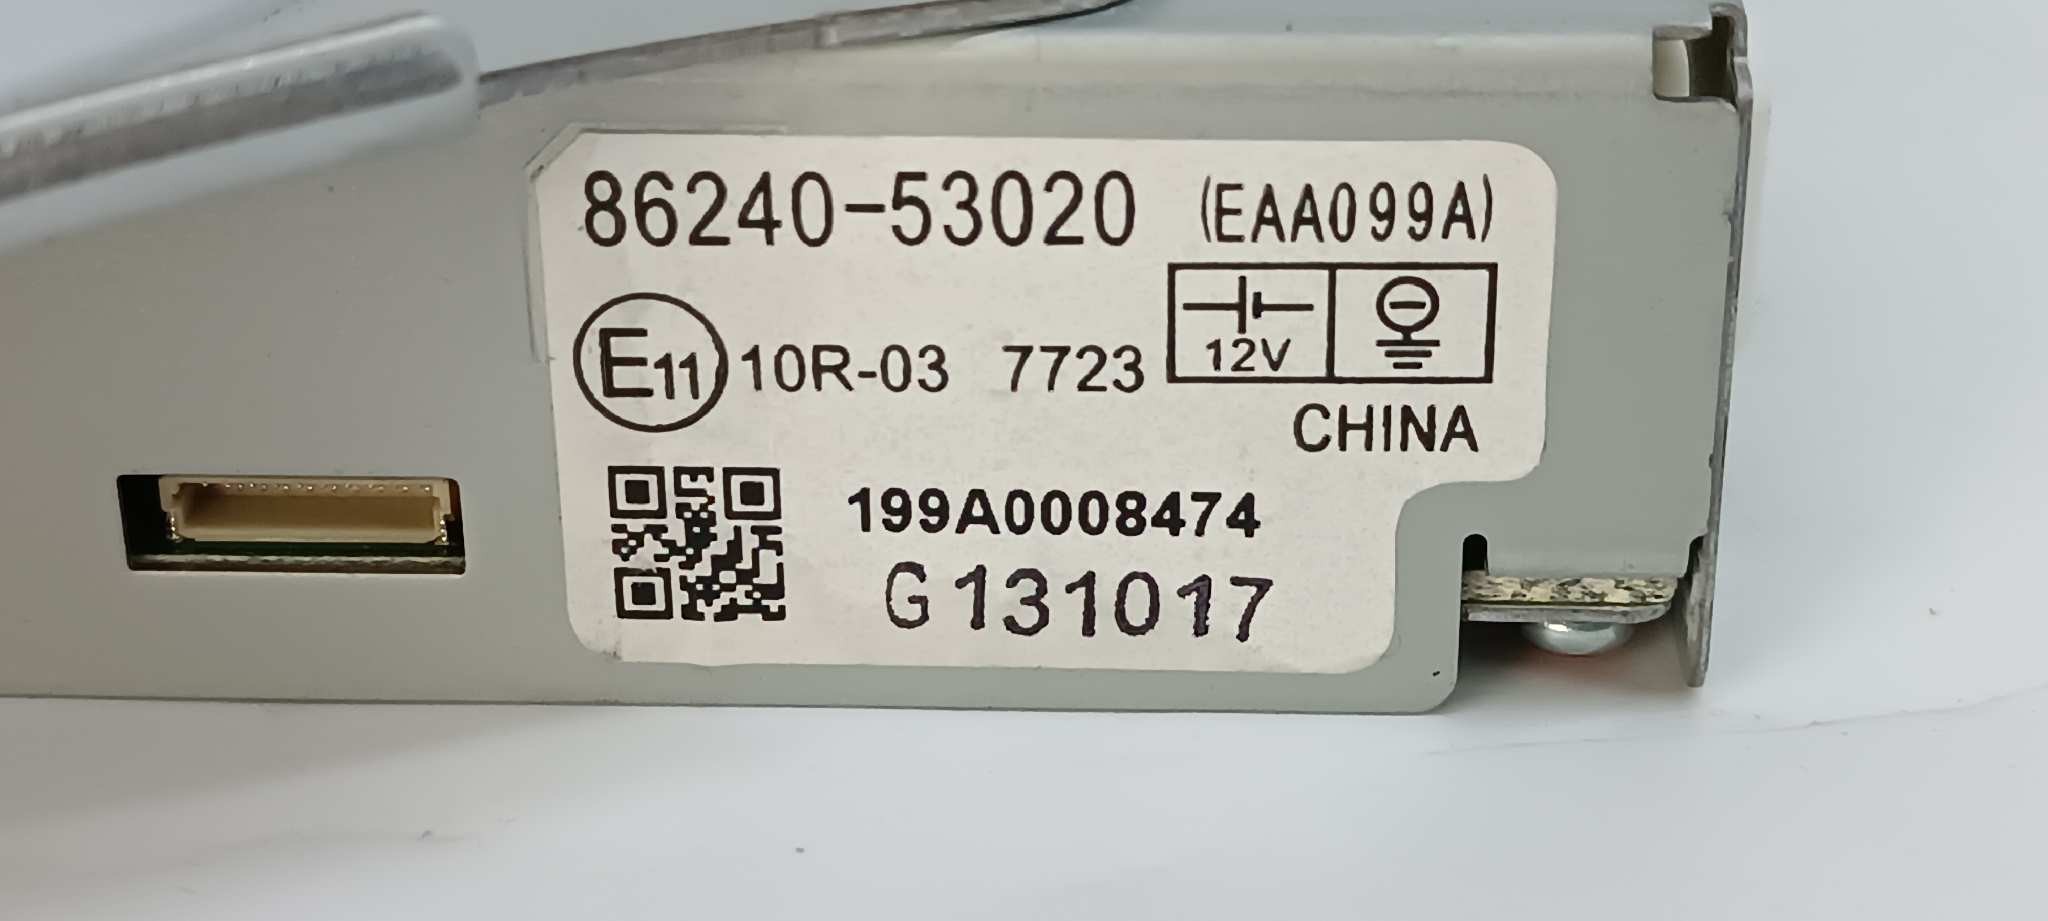 86240-53020 (EAA099A)
E11 10R-03 7723
12V
CHINA
199A0008474
G131017